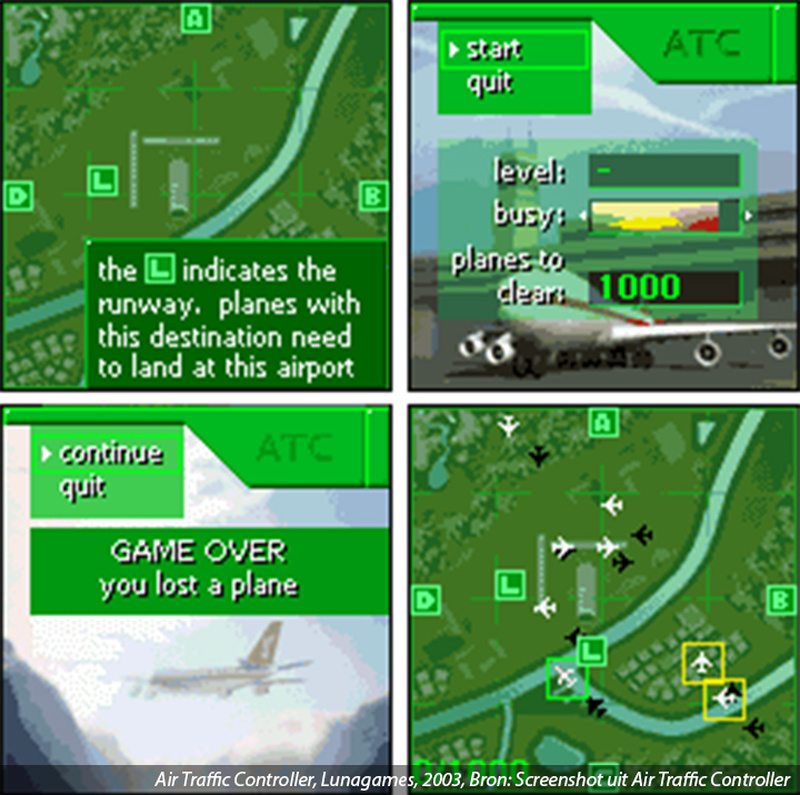 A
L
D
B
the L indicates the
runway. planes with
this destination need
to land at this airport
ATC
start
quit
level: -
busy:
planes to
clear: 1000
ATC
continue
quit
GAME OVER
you lost a plane
A
L
D
B
L
0/1000
Air Traffic Controller, Lunagames, 2003, Bron: Screenshot uit Air Traffic Controller